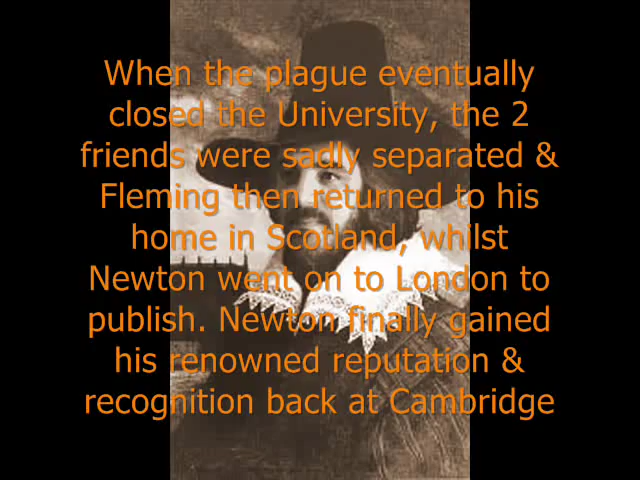 When the plague eventually
closed the University, the 2
friends were sadly separated &
Fleming then returned to his
home in Scotland, whilst
Newton went on to London to
publish. Newton finally gained
his renowned reputation &
recognition back at Cambridge